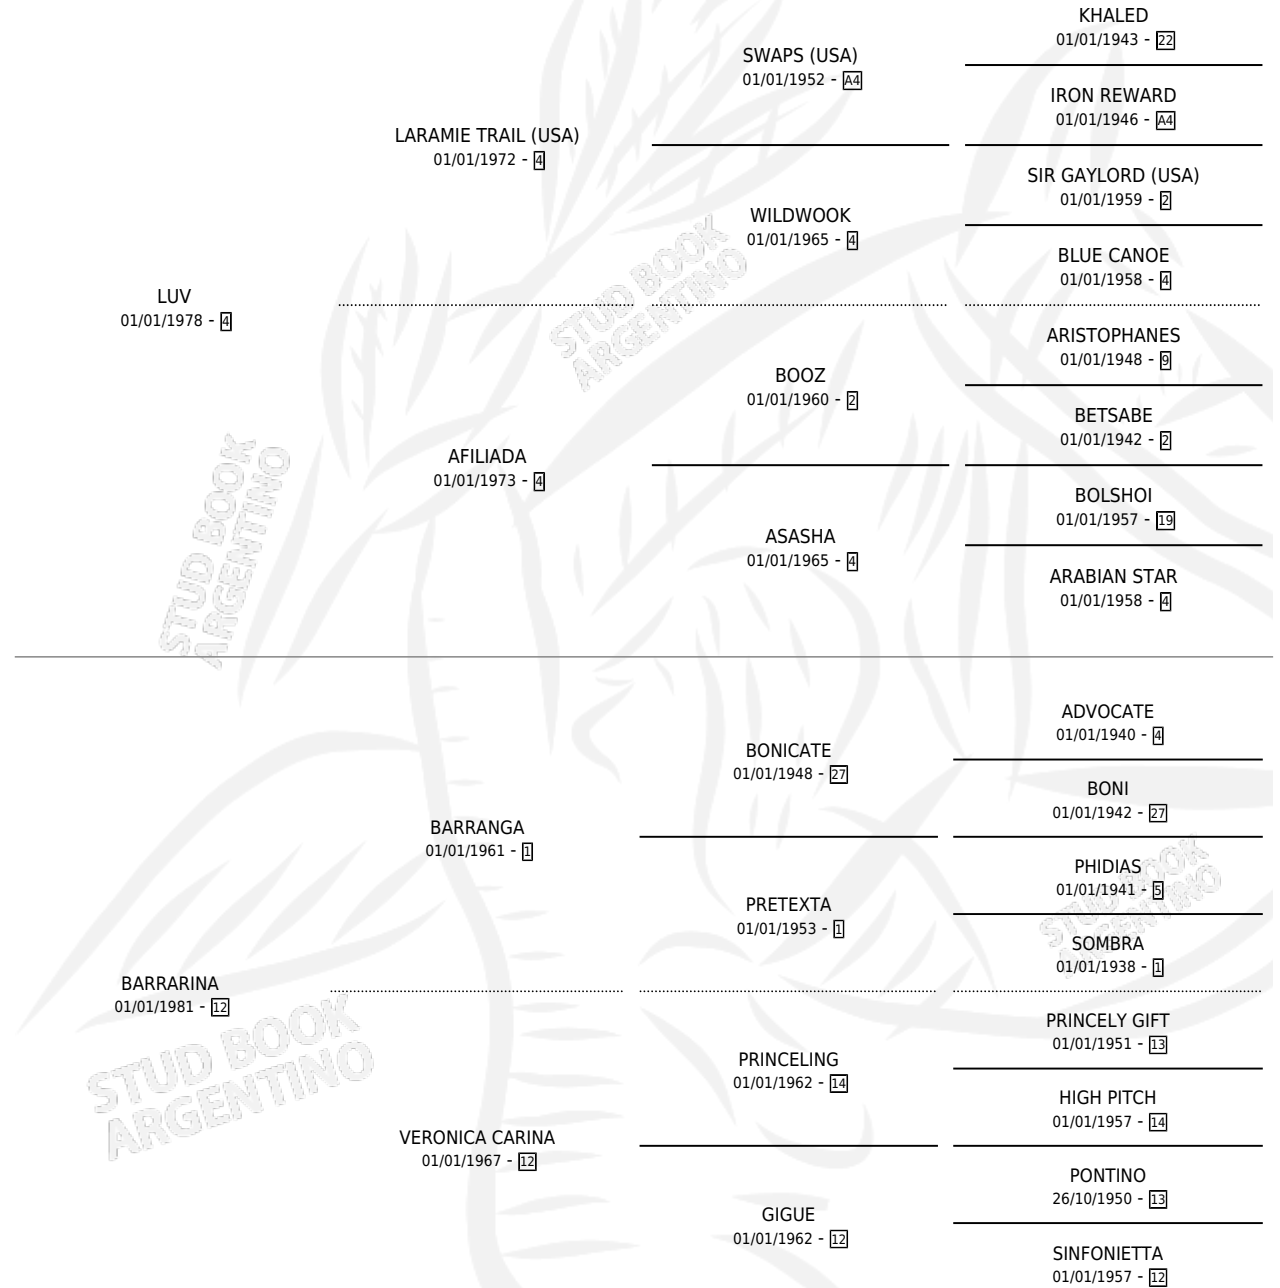 KHALED
01/01/1943 - 22
SWAPS (USA)
01/01/1952 - A4
IRON REWARD
01/01/1946 - A4
LARAMIE TRAIL (USA)
01/01/1972 - 4
SIR GAYLORD (USA)
01/01/1959 - 2
WILDWOOK
01/01/1965 - 4
BLUE CANOE
01/01/1958 - 4
LUV
01/01/1978 - 4
STUD BOOK
ARGENTINO
ARISTOPHANES
01/01/1948 - 9
BOOZ
01/01/1960 - 2
BETSABE
01/01/1942 - 2
AFILIADA
01/01/1973 - 4
BOLSHOI
01/01/1957 - 19
ASASHA
01/01/1965 - 4
ARABIAN STAR
01/01/1958 - 4
STUD BOOK
ARGENTINO
ADVOCATE
01/01/1940 - 4
BONICATE
01/01/1948 - 27
BONI
01/01/1942 - 27
BARRANGA
01/01/1961 - 1
PHIDIAS
01/01/1941 - 5
PRETEXTA
01/01/1953 - 1
SOMBRA
01/01/1938 - 1
STUD BOOK
ARGENTINO
BARRARINA
01/01/1981 - 12
PRINCELY GIFT
01/01/1951 - 13
PRINCELING
01/01/1962 - 14
HIGH PITCH
01/01/1957 - 14
STUD BOOK
ARGENTINO
VERONICA CARINA
01/01/1967 - 12
PONTINO
26/10/1950 - 13
GIGUE
01/01/1962 - 12
SINFONIETTA
01/01/1957 - 12